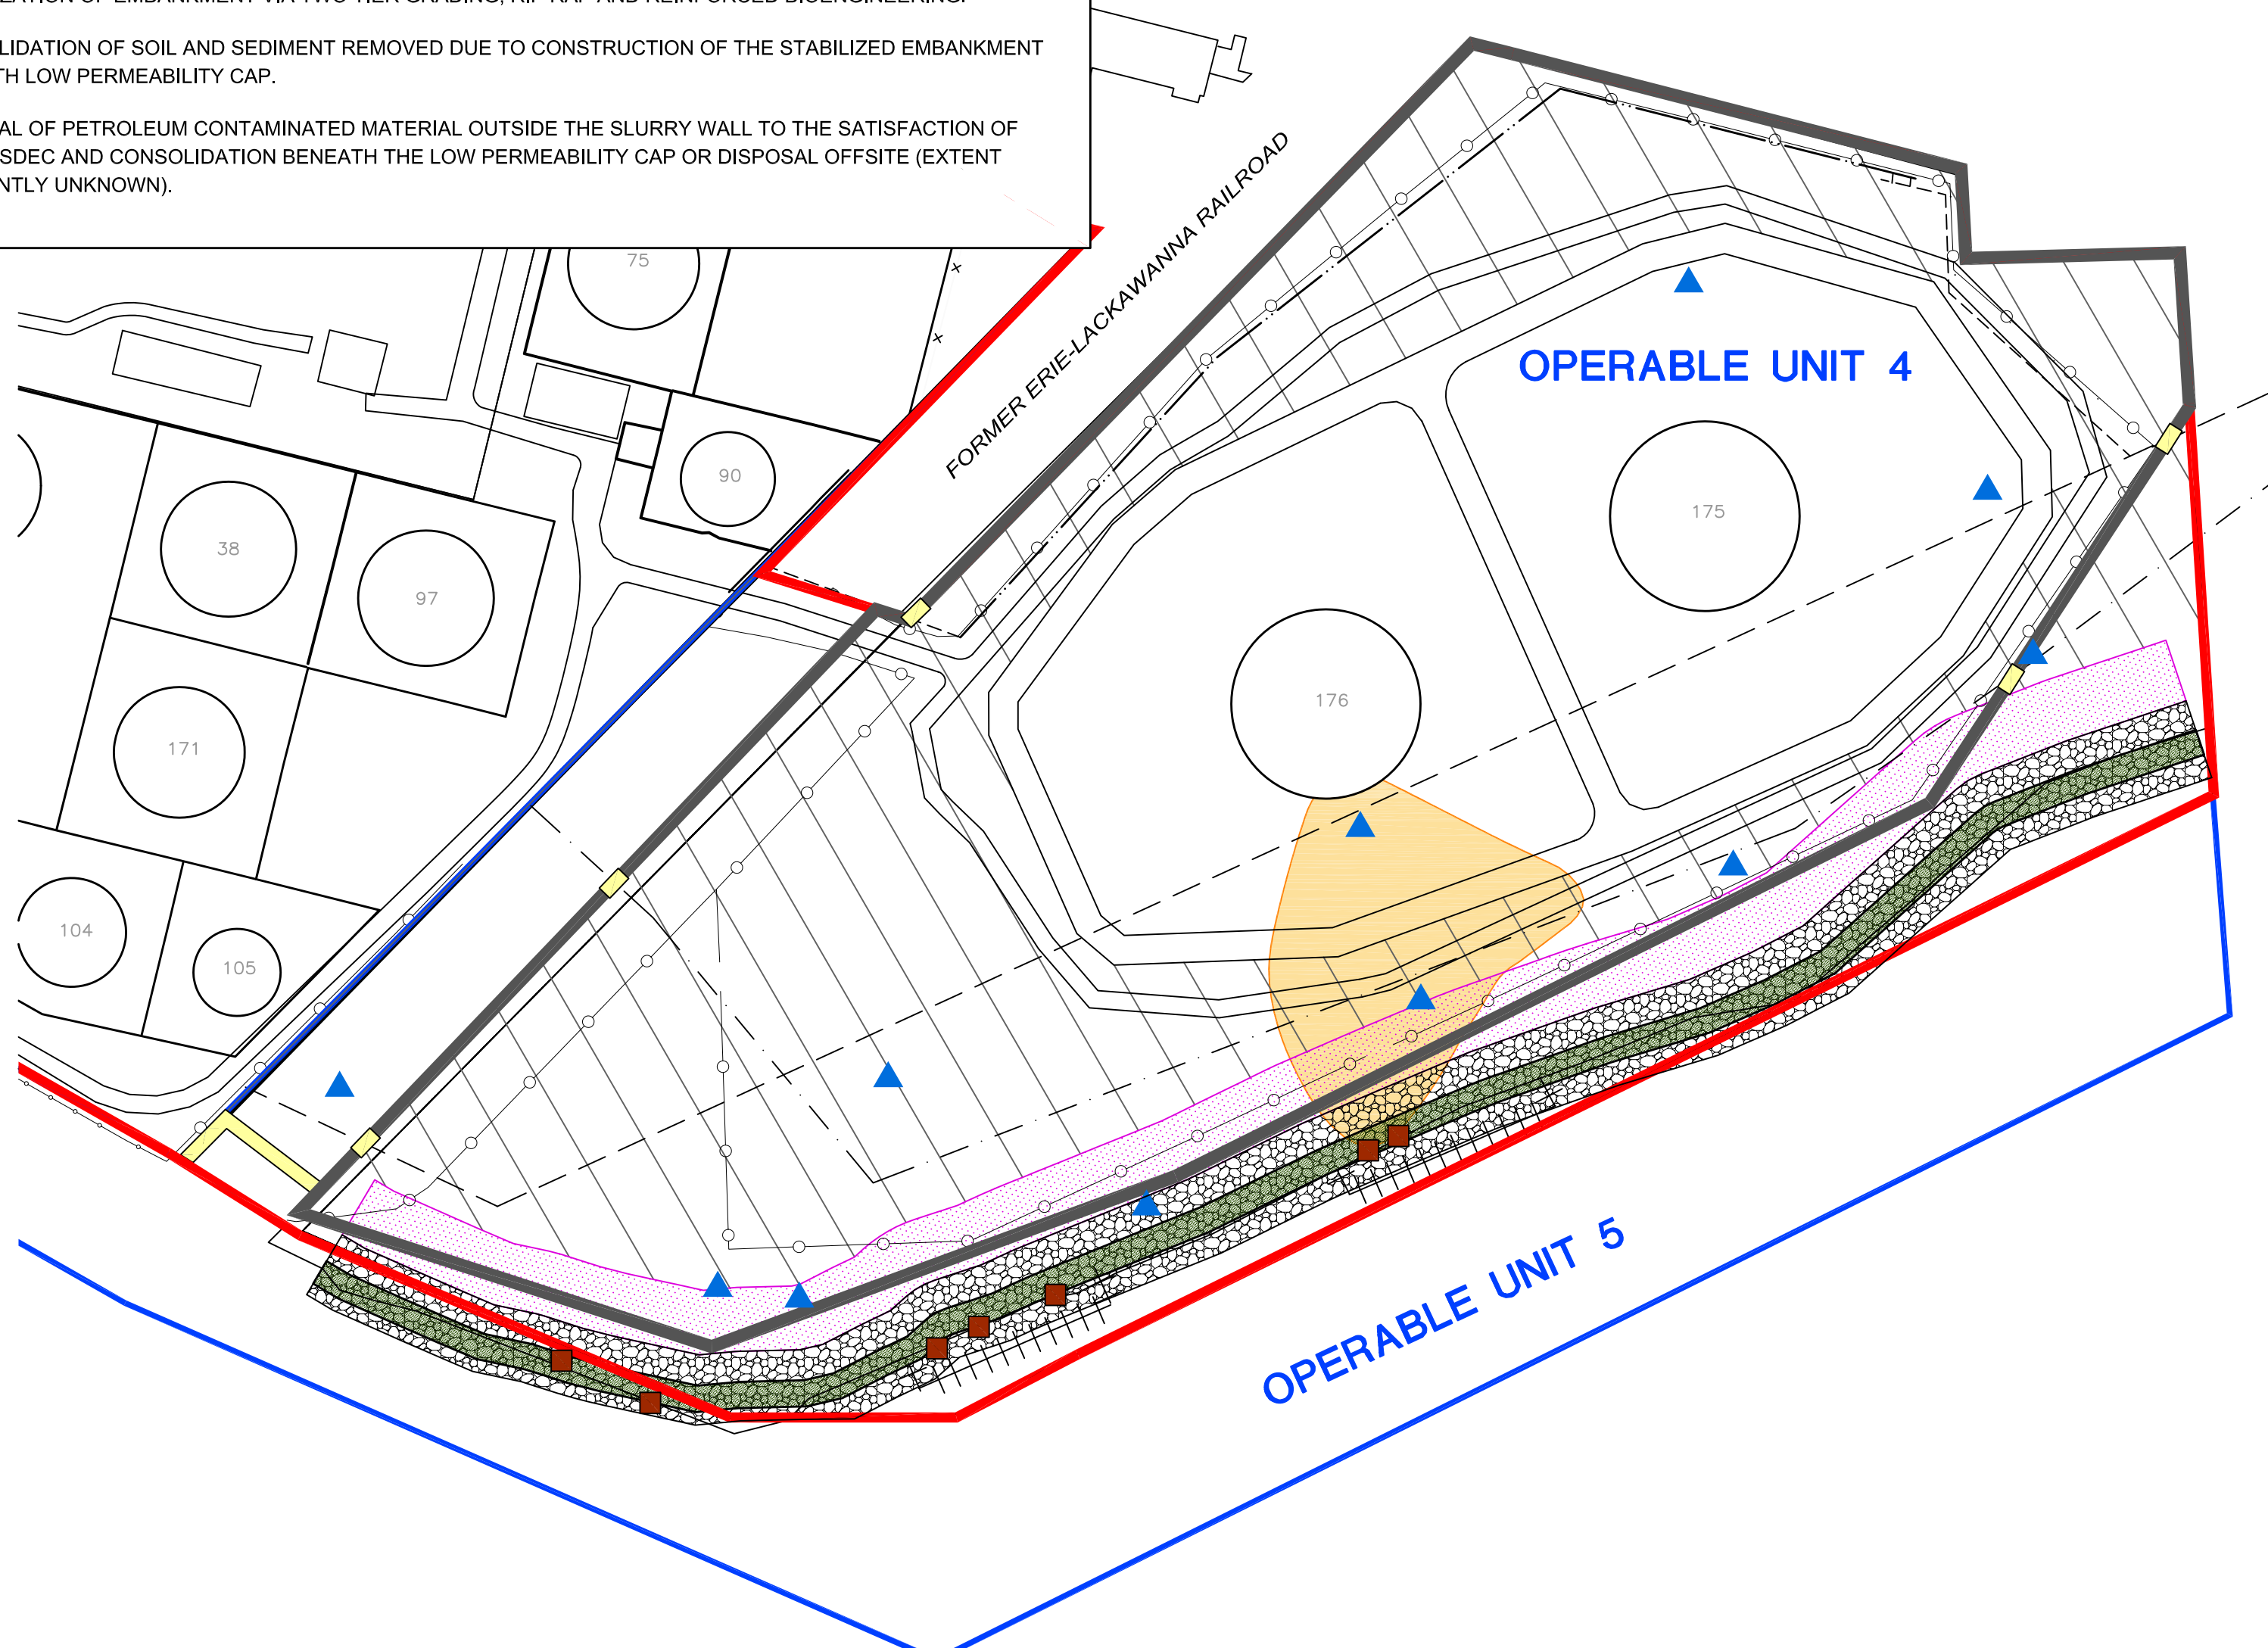 LIDATION OF SOIL AND SEDIMENT REMOVED DUE TO CONSTRUCTION OF THE STABILIZED EMBANKMENT
TH LOW PERMEABILITY CAP.
AL OF PETROLEUM CONTAMINATED MATERIAL OUTSIDE THE SLURRY WALL TO THE SATISFACTION OF
SDEC AND CONSOLIDATION BENEATH THE LOW PERMEABILITY CAP OR DISPOSAL OFFSITE (EXTENT
NTLY UNKNOWN).
FORMER ERIE-LACKAWANNA RAILROAD
75
OPERABLE UNIT 4
90
175
38
97
176
171
104
105
OPERABLE UNIT 5